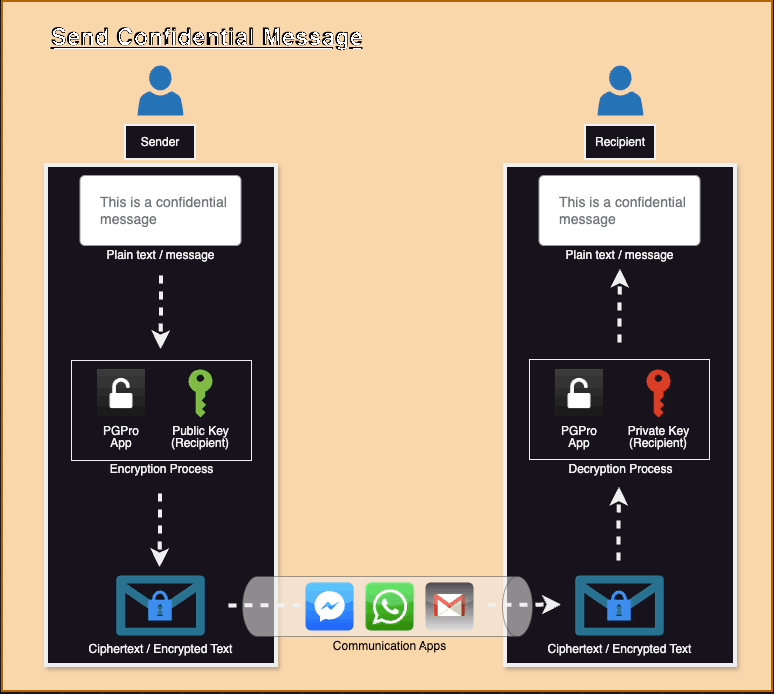 Send Confidential Message
Sender
Recipient
This is a confidential
message
Plain text / message
PGPro
App
Public Key
(Recipient)
Encryption Process
Ciphertext / Encrypted Text
This is a confidential
message
Plain text / message
PGPro
App
Private Key
(Recipient)
Decryption Process
Ciphertext / Encrypted Text
Communication Apps